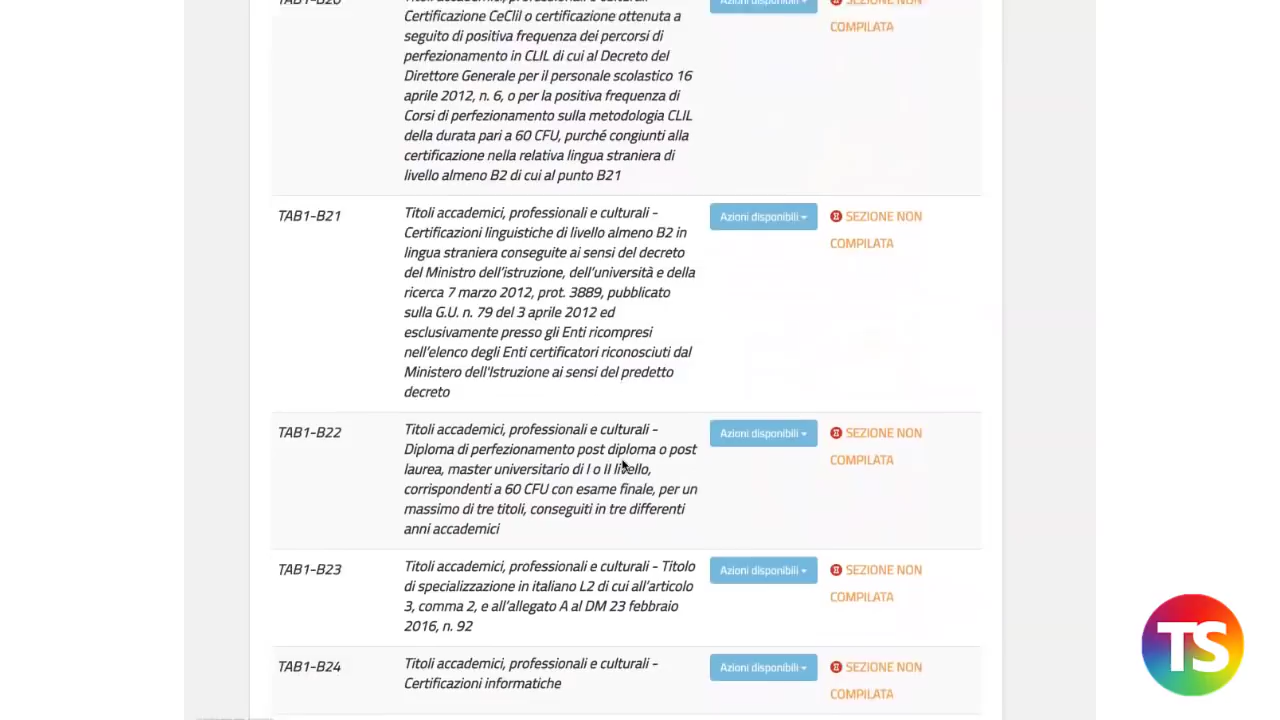 TAB1-B20
Titoli accademici, professionali e culturali -
Azioni disponibili
SEZIONE NON
COMPILATA
Certificazione CeClil o certificazione ottenuta a
seguito di positiva frequenza dei percorsi di
perfezionamento in CLIL di cui al Decreto del
Direttore Generale per il personale scolastico 16
aprile 2012, n. 6, o per la positiva frequenza di
Corsi di perfezionamento sulla metodologia CLIL
della durata pari a 60 CFU, purché congiunti alla
certificazione nella relativa lingua straniera di
livello almeno B2 di cui al punto B21
TAB1-B21
Titoli accademici, professionali e culturali -
Certificazioni linguistiche di livello almeno B2 in
lingua straniera conseguite ai sensi del decreto
del Ministro dell'istruzione, dell'università e della
ricerca 7 marzo 2012, prot. 3889, pubblicato
sulla G.U. n. 79 del 3 aprile 2012 ed
esclusivamente presso gli Enti ricompresi
nell'elenco degli Enti certificatori riconosciuti dal
Ministero dell'Istruzione ai sensi del predetto
decreto
Azioni disponibili
SEZIONE NON
COMPILATA
TAB1-B22
Titoli accademici, professionali e culturali -
Diploma di perfezionamento post diploma o post
laurea, master universitario di I o II livello,
corrispondenti a 60 CFU con esame finale, per un
massimo di tre titoli, conseguiti in tre differenti
anni accademici
Azioni disponibili
SEZIONE NON
COMPILATA
TAB1-B23
Titoli accademici, professionali e culturali - Titolo
di specializzazione in italiano L2 di cui all'articolo
3, comma 2, e all'allegato A al DM 23 febbraio
2016, n. 92
Azioni disponibili
SEZIONE NON
COMPILATA
TAB1-B24
Titoli accademici, professionali e culturali -
Certificazioni informatiche
Azioni disponibili
SEZIONE NON
COMPILATA
TS